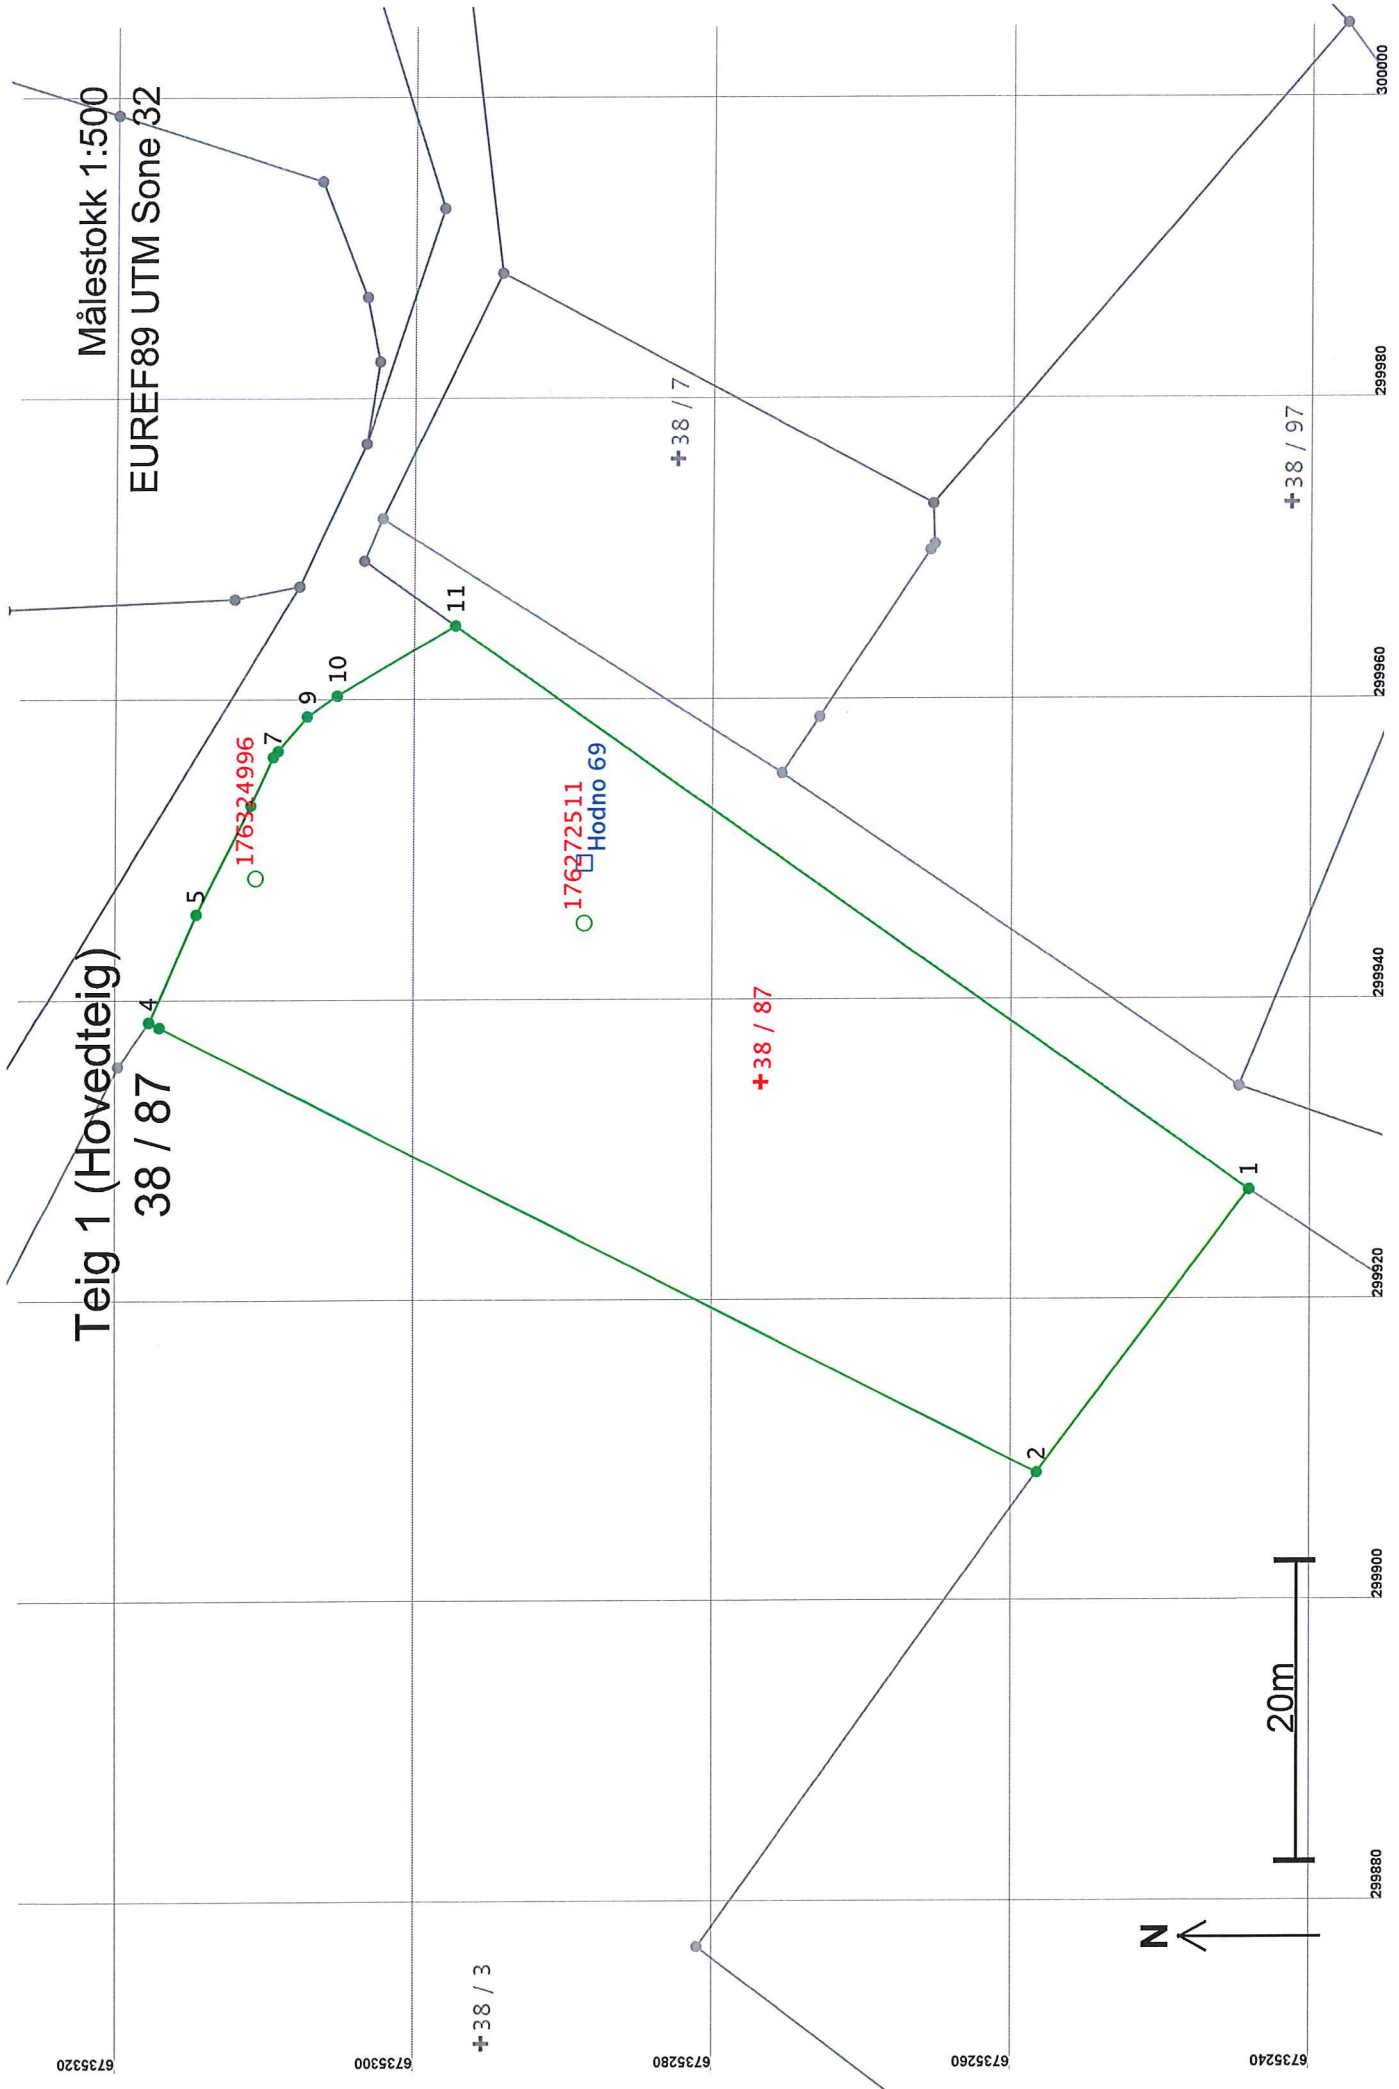 Målestokk 1:500
EUREF89 UTM Sone 32
Teig 1 (Hovedteig)
38 / 87
4
5
7
9
10
11
1
2
176324996
176272511
Hodno 69
+38 / 87
+38 / 7
+38 / 97
+38 / 3
6735320
6735300
6735280
6735260
6735240
299880
299900
299920
299940
299960
299980
300000
20m
N